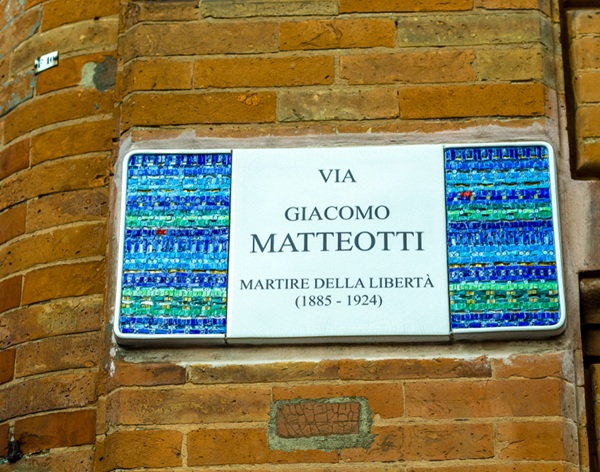 VIA
GIACOMO
MATTEOTTI
MARTIRE DELLA LIBERTÀ
(1885 - 1924)